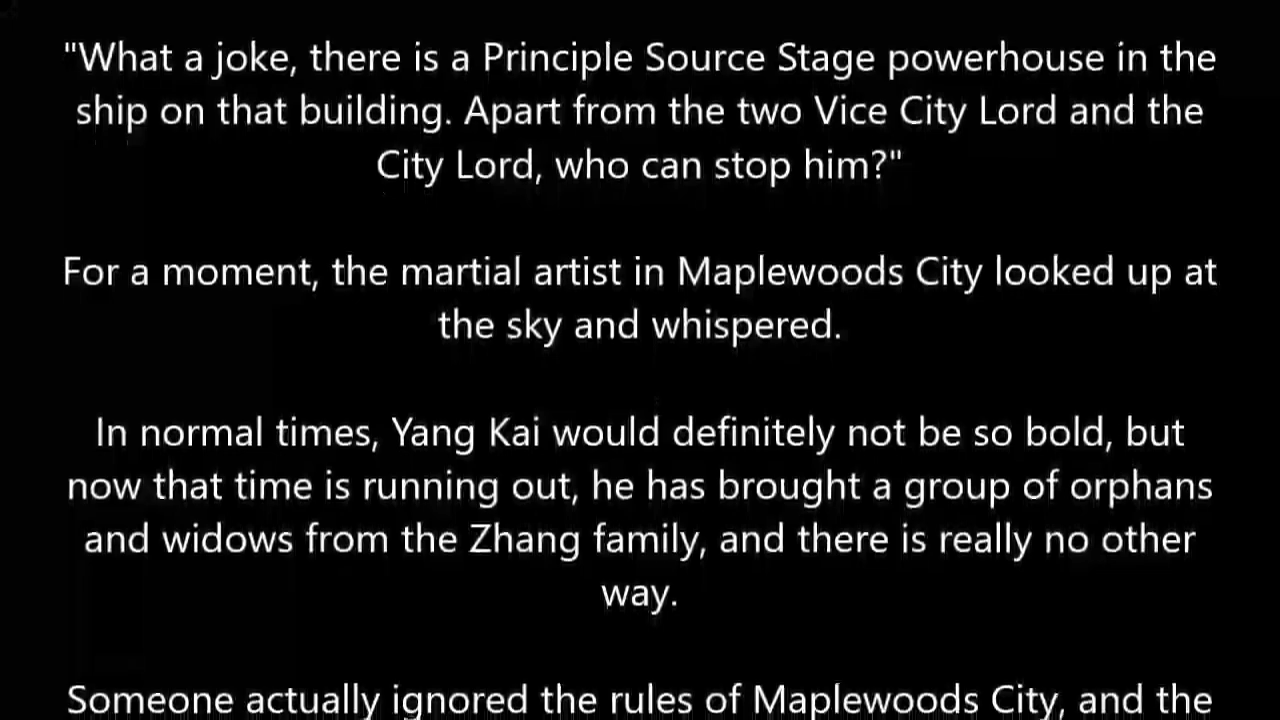 "What a joke, there is a Principle Source Stage powerhouse in the
ship on that building. Apart from the two Vice City Lord and the
City Lord, who can stop him?"
For a moment, the martial artist in Maplewoods City looked up at
the sky and whispered.
In normal times, Yang Kai would definitely not be so bold, but
now that time is running out, he has brought a group of orphans
and widows from the Zhang family, and there is really no other
way.
Someone actually ignored the rules of Maplewoods City, and the